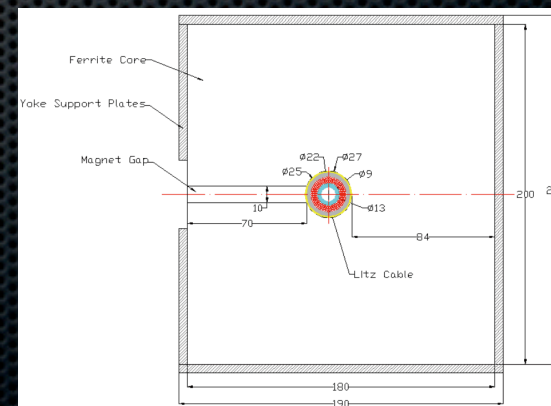 Ferrite Core
Yoke Support Plates
Magnet Gap
Ø22
Ø27
Ø25
Ø9
Ø13
10
70
84
200
Litz Cable
180
190